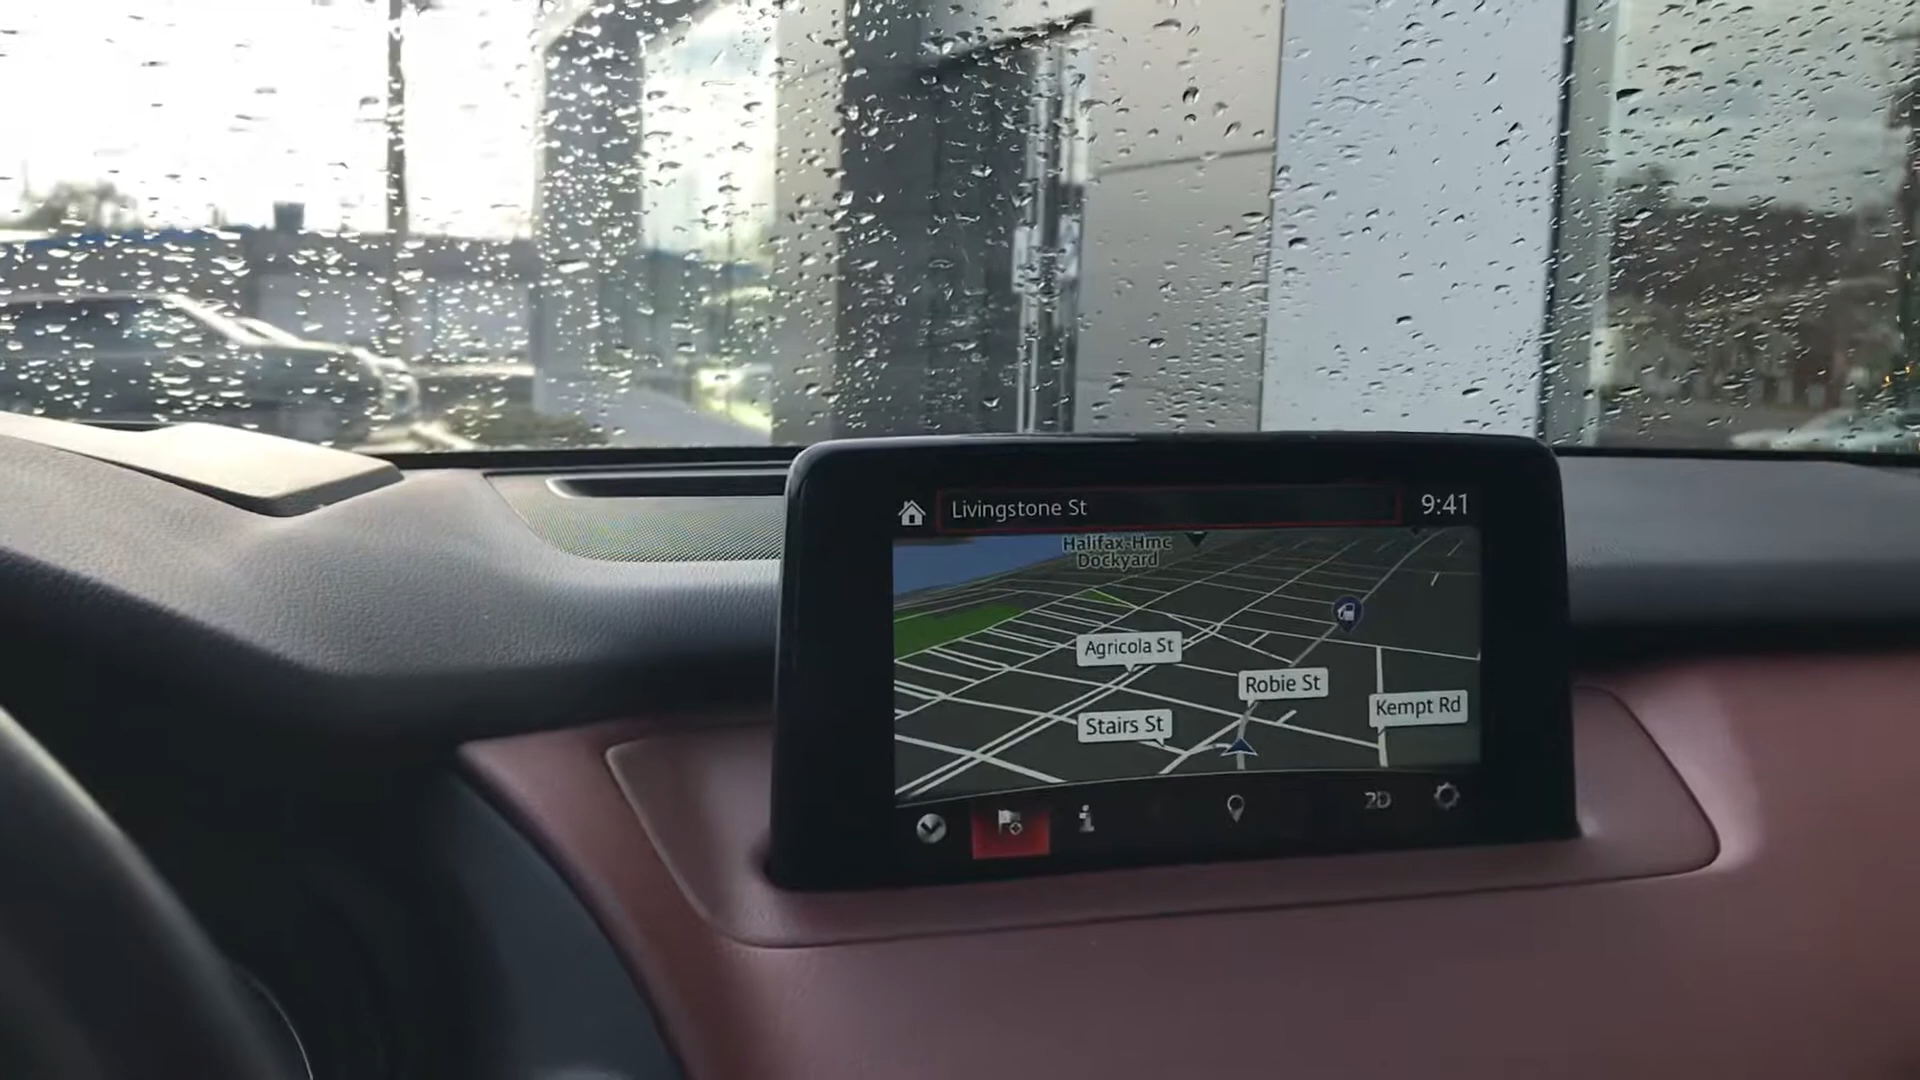 Livingstone St
9:41
Halifax-Hmc
Dockyard
Agricola St
Robie St
Kempt Rd
Stairs St
2D